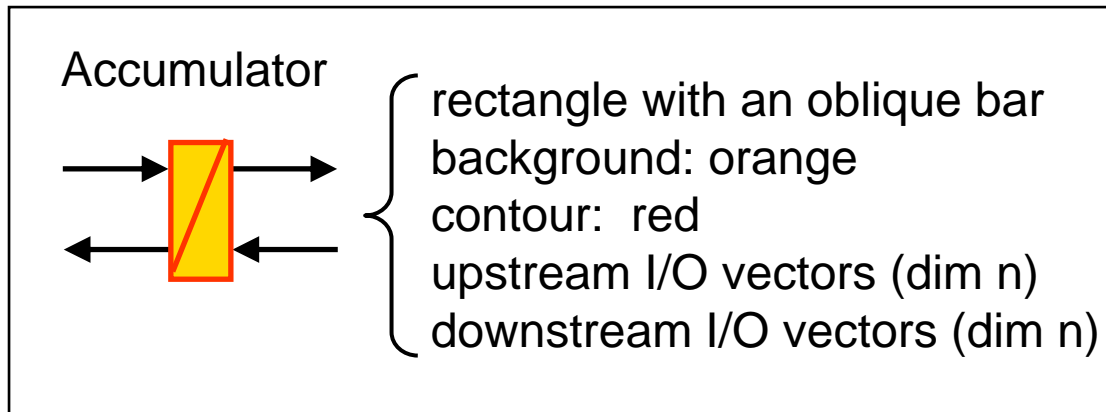 Accumulator
rectangle with an oblique bar
background: orange
contour: red
upstream I/O vectors (dim n)
downstream I/O vectors (dim n)